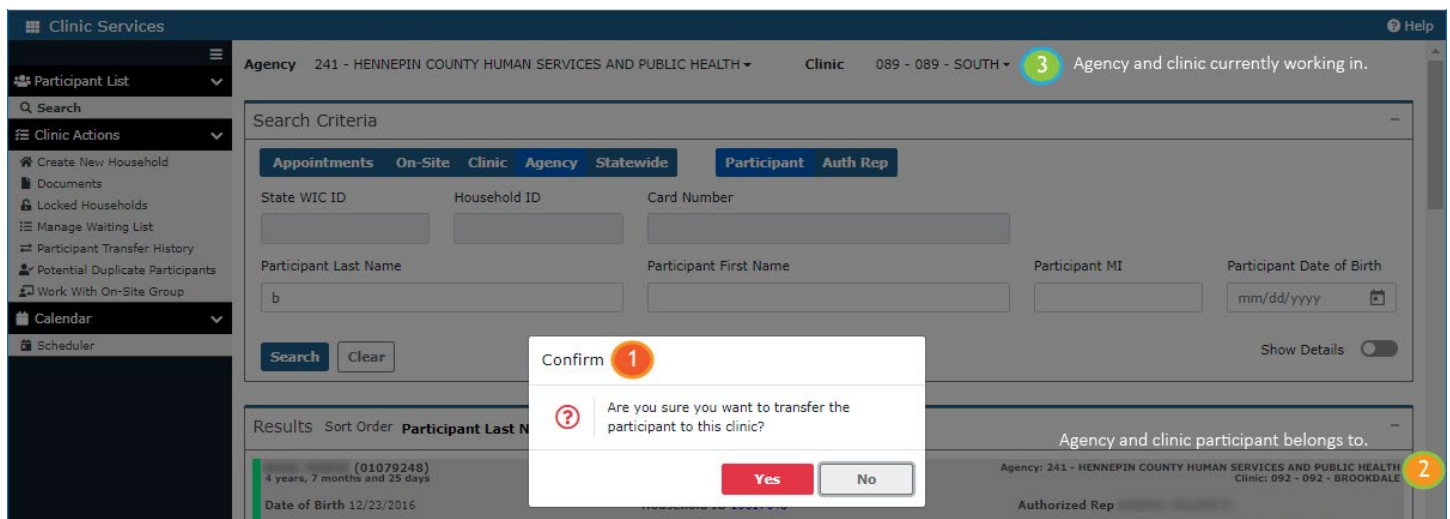 Clinic Services
Help
Agency 241 - HENNEPIN COUNTY HUMAN SERVICES AND PUBLIC HEALTH Clinic 089 - 089 - SOUTH 3 Agency and clinic currently working in.
Participant List
Search
Clinic Actions
Create New Household
Documents
Locked Households
Manage Waiting List
Participant Transfer History
Potential Duplicate Participants
Work With On-Site Group
Calendar
Scheduler
Search Criteria
Appointments On-Site Clinic Agency Statewide Participant Auth Rep
State WIC ID Household ID Card Number
Participant Last Name Participant First Name Participant MI Participant Date of Birth
b mm/dd/yyyy
Search Clear Show Details
Confirm 1
Are you sure you want to transfer the
participant to this clinic?
Yes No
Results Sort Order Participant Last N
Agency and clinic participant belongs to.
(01079248) Agency: 241 - HENNEPIN COUNTY HUMAN SERVICES AND PUBLIC HEALTH 2
4 years, 7 months and 25 days Clinic: 092 - 092 - BROOKDALE
Date of Birth 12/23/2016 Authorized Rep